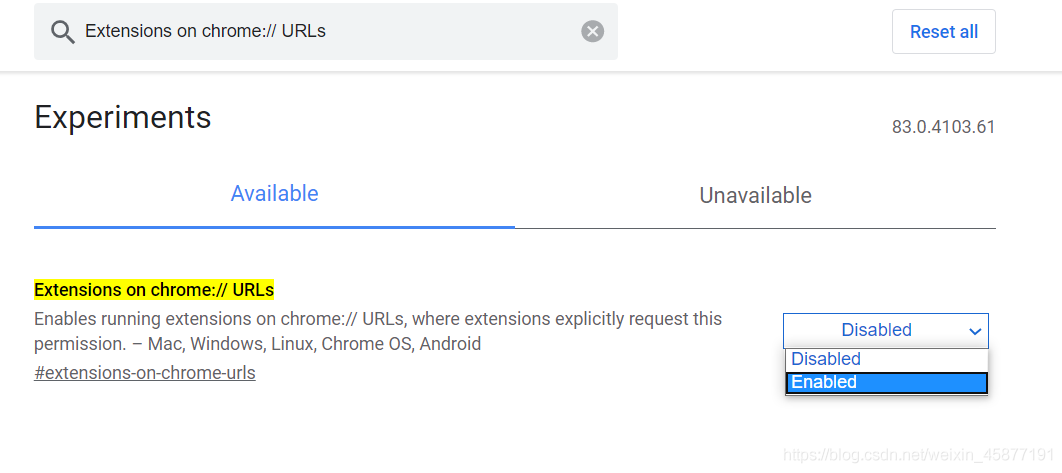 Extensions on chrome:// URLs
Reset all
Experiments
83.0.4103.61
Available
Unavailable
Extensions on chrome:// URLs
Enables running extensions on chrome:// URLs, where extensions explicitly request this
permission. – Mac, Windows, Linux, Chrome OS, Android
#extensions-on-chrome-urls
Disabled
Disabled
Enabled
https://blog.csdn.net/weixin_45877191